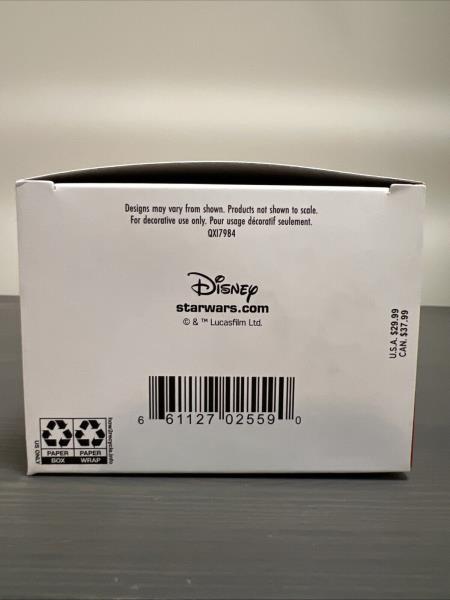 Designs may vary from shown. Products not shown to scale.
For decorative use only. Pour usage décoratif seulement.
QXI7984
Disney
starwars.com
© & ™ Lucasfilm Ltd.
U.S.A. $29.99
CAN. $37.99
6 61127 02559 0
how2recycle.info
US ONLY
PAPER
BOX
PAPER
WRAP